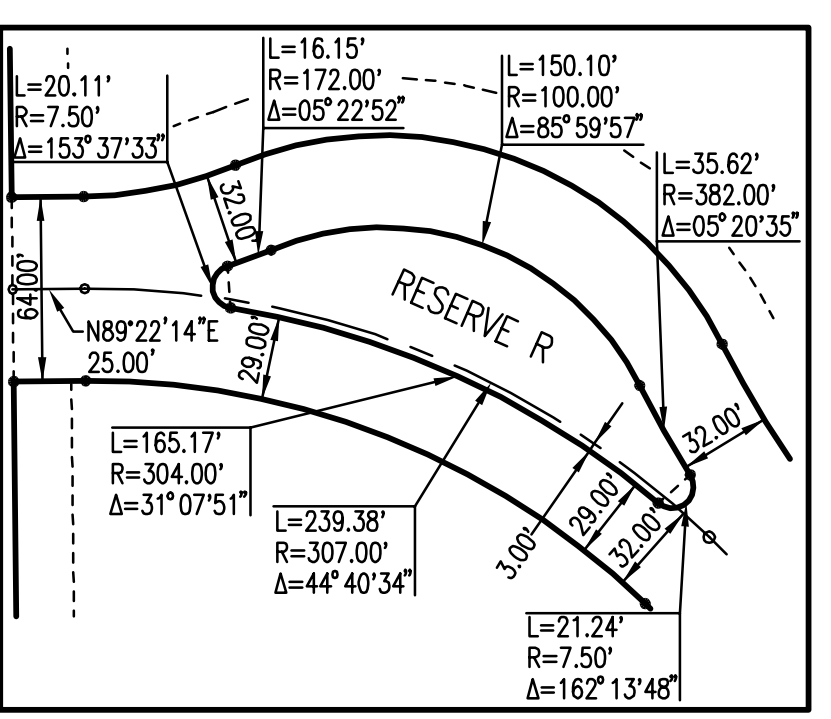 L=20.11'
R=7.50'
Δ=153°37'33"
L=16.15'
R=172.00'
Δ=05°22'52"
L=150.10'
R=100.00'
Δ=85°59'57"
L=35.62'
R=382.00'
Δ=05°20'35"
32.00'
64.00'
N89°22'14"E
25.00'
29.00'
RESERVE R
32.00'
L=165.17'
R=304.00'
Δ=31°07'51"
L=239.38'
R=307.00'
Δ=44°40'34"
3.00'
29.00'
32.00'
L=21.24'
R=7.50'
Δ=162°13'48"